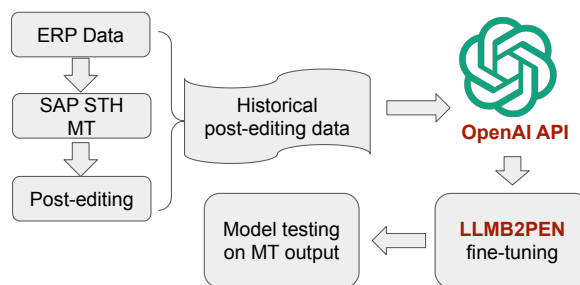 ERP Data
SAP STH
MT
Post-editing
Historical
post-editing data
OpenAI API
LLMB2PEN
fine-tuning
Model testing
on MT output